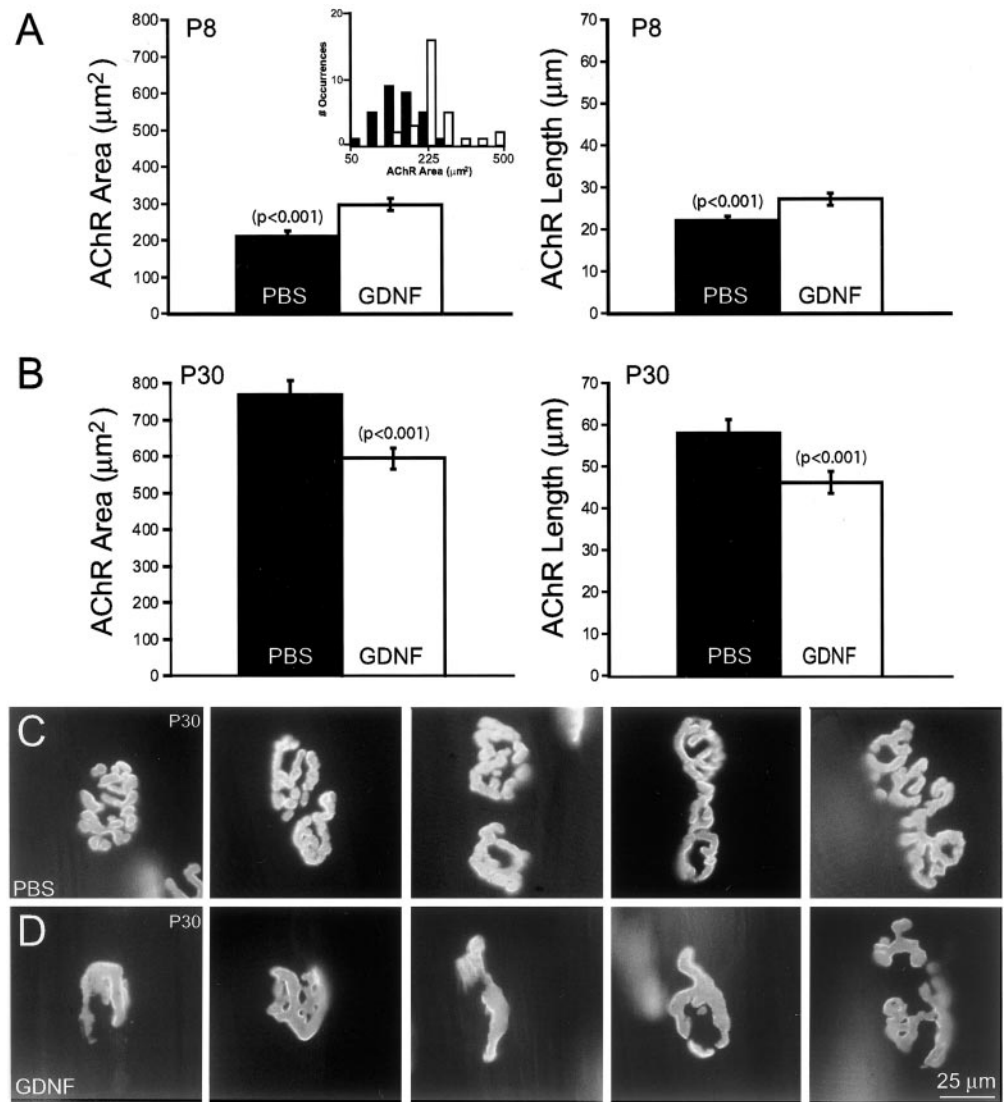 A
P8
AChR Area (μm²)
800
700
600
500
400
300
200
100
0
(p<0.001)
PBS
GDNF
# Occurrences
20
10
0
50
225
500
AChR Area (μm²)
P8
AChR Length (μm)
70
60
50
40
30
20
10
0
(p<0.001)
PBS
GDNF
B
P30
AChR Area (μm²)
800
700
600
500
400
300
200
100
0
(p<0.001)
PBS
GDNF
P30
AChR Length (μm)
70
60
50
40
30
20
10
0
(p<0.001)
PBS
GDNF
C
P30
PBS
D
P30
GDNF
25 μm